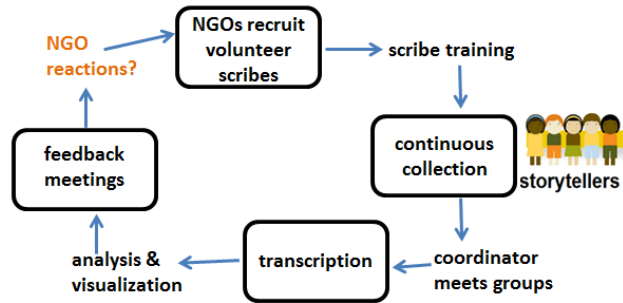 NGO
reactions?
NGOs recruit
volunteer
scribes
scribe training
continuous
collection
storytellers
coordinator
meets groups
transcription
analysis &
visualization
feedback
meetings